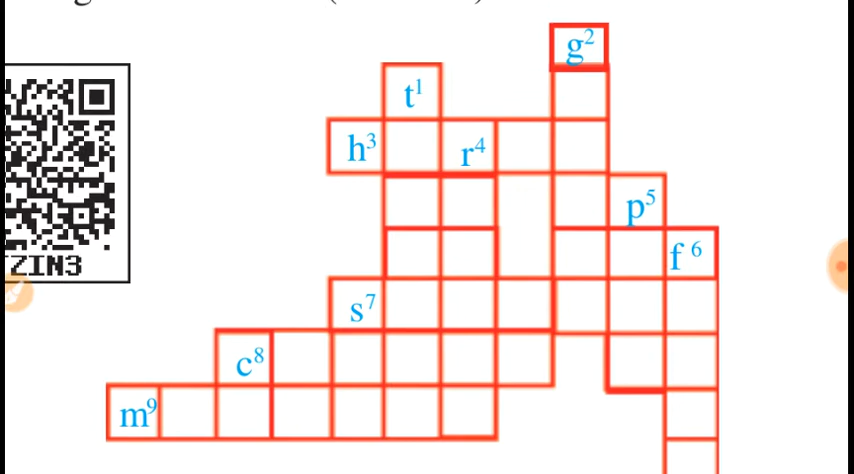 g²
t¹
h³ r⁴
p⁵
f⁶
ZIN3
s⁷
c⁸
m⁹